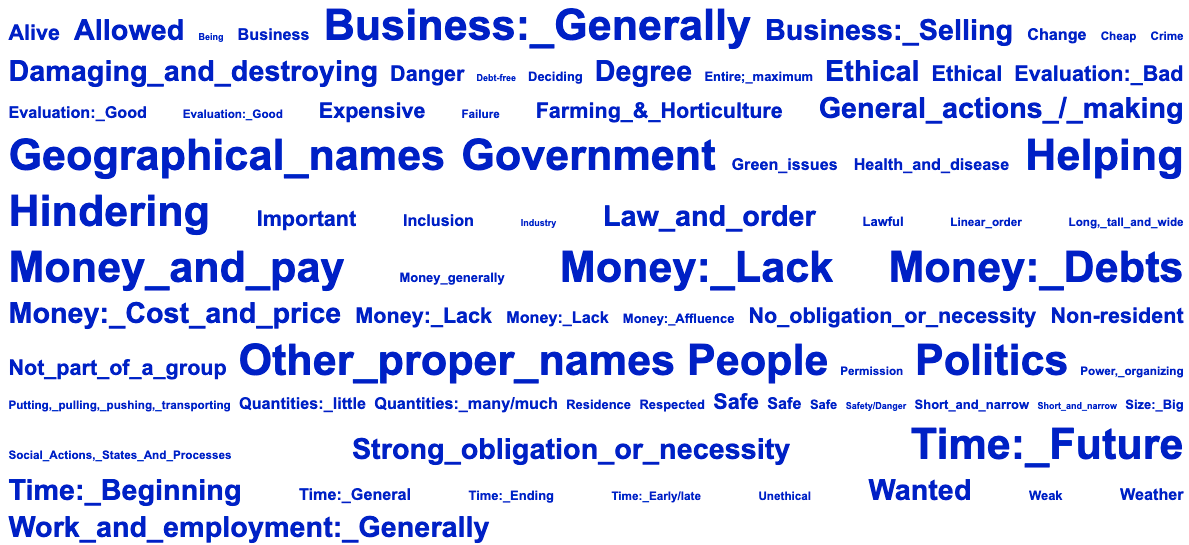 Alive Allowed Being Business Business:_Generally Business:_Selling Change Cheap Crime
Damaging_and_destroying Danger Debt-free Deciding Degree Entire;_maximum Ethical Ethical Evaluation:_Bad
Evaluation:_Good Evaluation:_Good Expensive Failure Farming_&_Horticulture General_actions_/_making
Geographical_names Government Green_issues Health_and_disease Helping
Hindering Important Inclusion Industry Law_and_order Lawful Linear_order Long,_tall_and_wide
Money_and_pay Money_generally Money:_Lack Money:_Debts
Money:_Cost_and_price Money:_Lack Money:_Lack Money:_Affluence No_obligation_or_necessity Non-resident
Not_part_of_a_group Other_proper_names People Permission Politics Power,_organizing
Putting,_pulling,_pushing,_transporting Quantities:_little Quantities:_many/much Residence Respected Safe Safe Safe Safety/Danger Short_and_narrow Short_and_narrow Size:_Big
Social_Actions,_States_And_Processes Strong_obligation_or_necessity Time:_Future
Time:_Beginning Time:_General Time:_Ending Time:_Early/late Unethical Wanted Weak Weather
Work_and_employment:_Generally